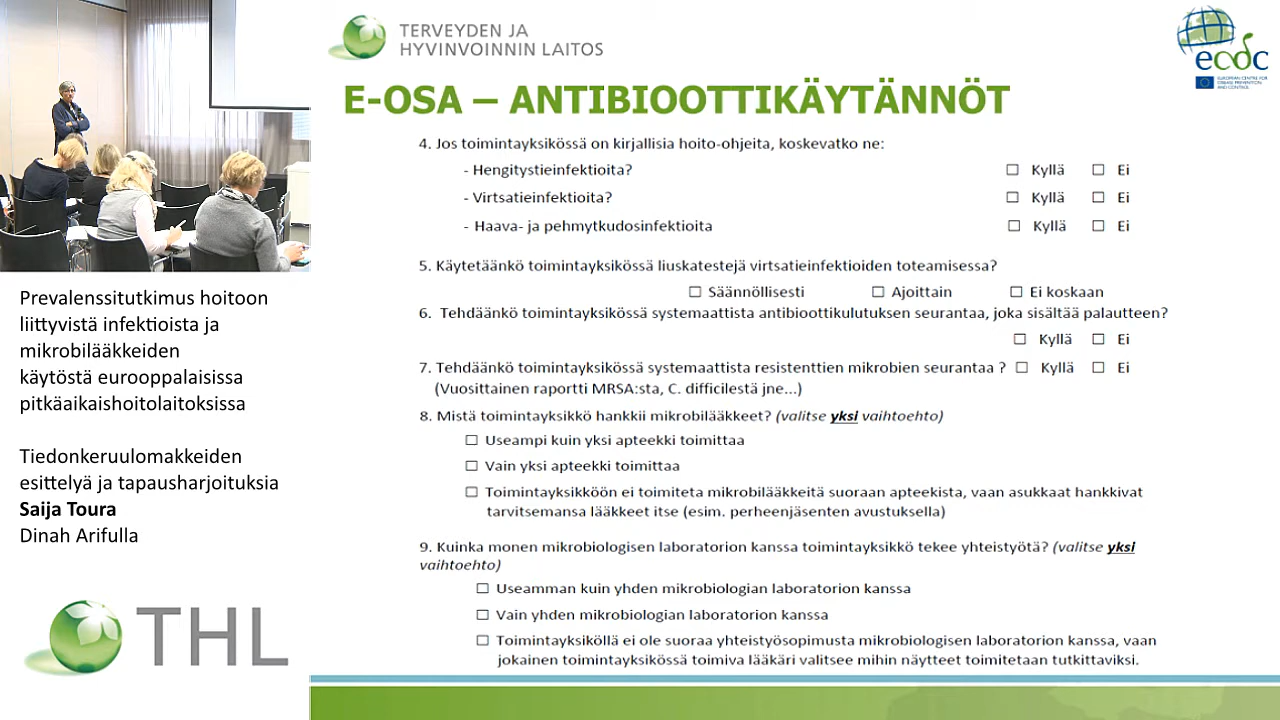 TERVEYDEN JA
HYVINVOINNIN LAITOS
ecdc
EUROPEAN CENTRE FOR
DISEASE PREVENTION
AND CONTROL
E-OSA – ANTIBIOOTTIKÄYTÄNNÖT
4. Jos toimintayksikössä on kirjallisia hoito-ohjeita, koskevatko ne:
- Hengitystieinfektioita? ☐ Kyllä ☐ Ei
- Virtsatieinfektioita? ☐ Kyllä ☐ Ei
- Haava- ja pehmytkudosinfektioita ☐ Kyllä ☐ Ei
5. Käytetäänkö toimintayksikössä liuskatestejä virtsatieinfektioiden toteamisessa?
☐ Säännöllisesti ☐ Ajoittain ☐ Ei koskaan
6. Tehdäänkö toimintayksikössä systemaattista antibioottikulutuksen seurantaa, joka sisältää palautteen?
☐ Kyllä ☐ Ei
7. Tehdäänkö toimintayksikössä systemaattista resistenttien mikrobien seurantaa ? ☐ Kyllä ☐ Ei
(Vuosittainen raportti MRSA:sta, C. difficilestä jne...)
8. Mistä toimintayksikkö hankkii mikrobilääkkeet? (valitse yksi vaihtoehto)
☐ Useampi kuin yksi apteekki toimittaa
☐ Vain yksi apteekki toimittaa
☐ Toimintayksikköön ei toimiteta mikrobilääkkeitä suoraan apteekista, vaan asukkaat hankkivat
tarvitsemansa lääkkeet itse (esim. perheenjäsenten avustuksella)
9. Kuinka monen mikrobiologisen laboratorion kanssa toimintayksikkö tekee yhteistyötä? (valitse yksi
vaihtoehto)
☐ Useamman kuin yhden mikrobiologian laboratorion kanssa
☐ Vain yhden mikrobiologian laboratorion kanssa
☐ Toimintayksiköllä ei ole suoraa yhteistyösopimusta mikrobiologisen laboratorion kanssa, vaan
jokainen toimintayksikössä toimiva lääkäri valitsee mihin näytteet toimitetaan tutkittaviksi.
Prevalenssitutkimus hoitoon
liittyvistä infektioista ja
mikrobilääkkeiden
käytöstä eurooppalaisissa
pitkäaikaishoitolaitoksissa
Tiedonkeruulomakkeiden
esittelyä ja tapausharjoituksia
Saija Toura
Dinah Arifulla
THL